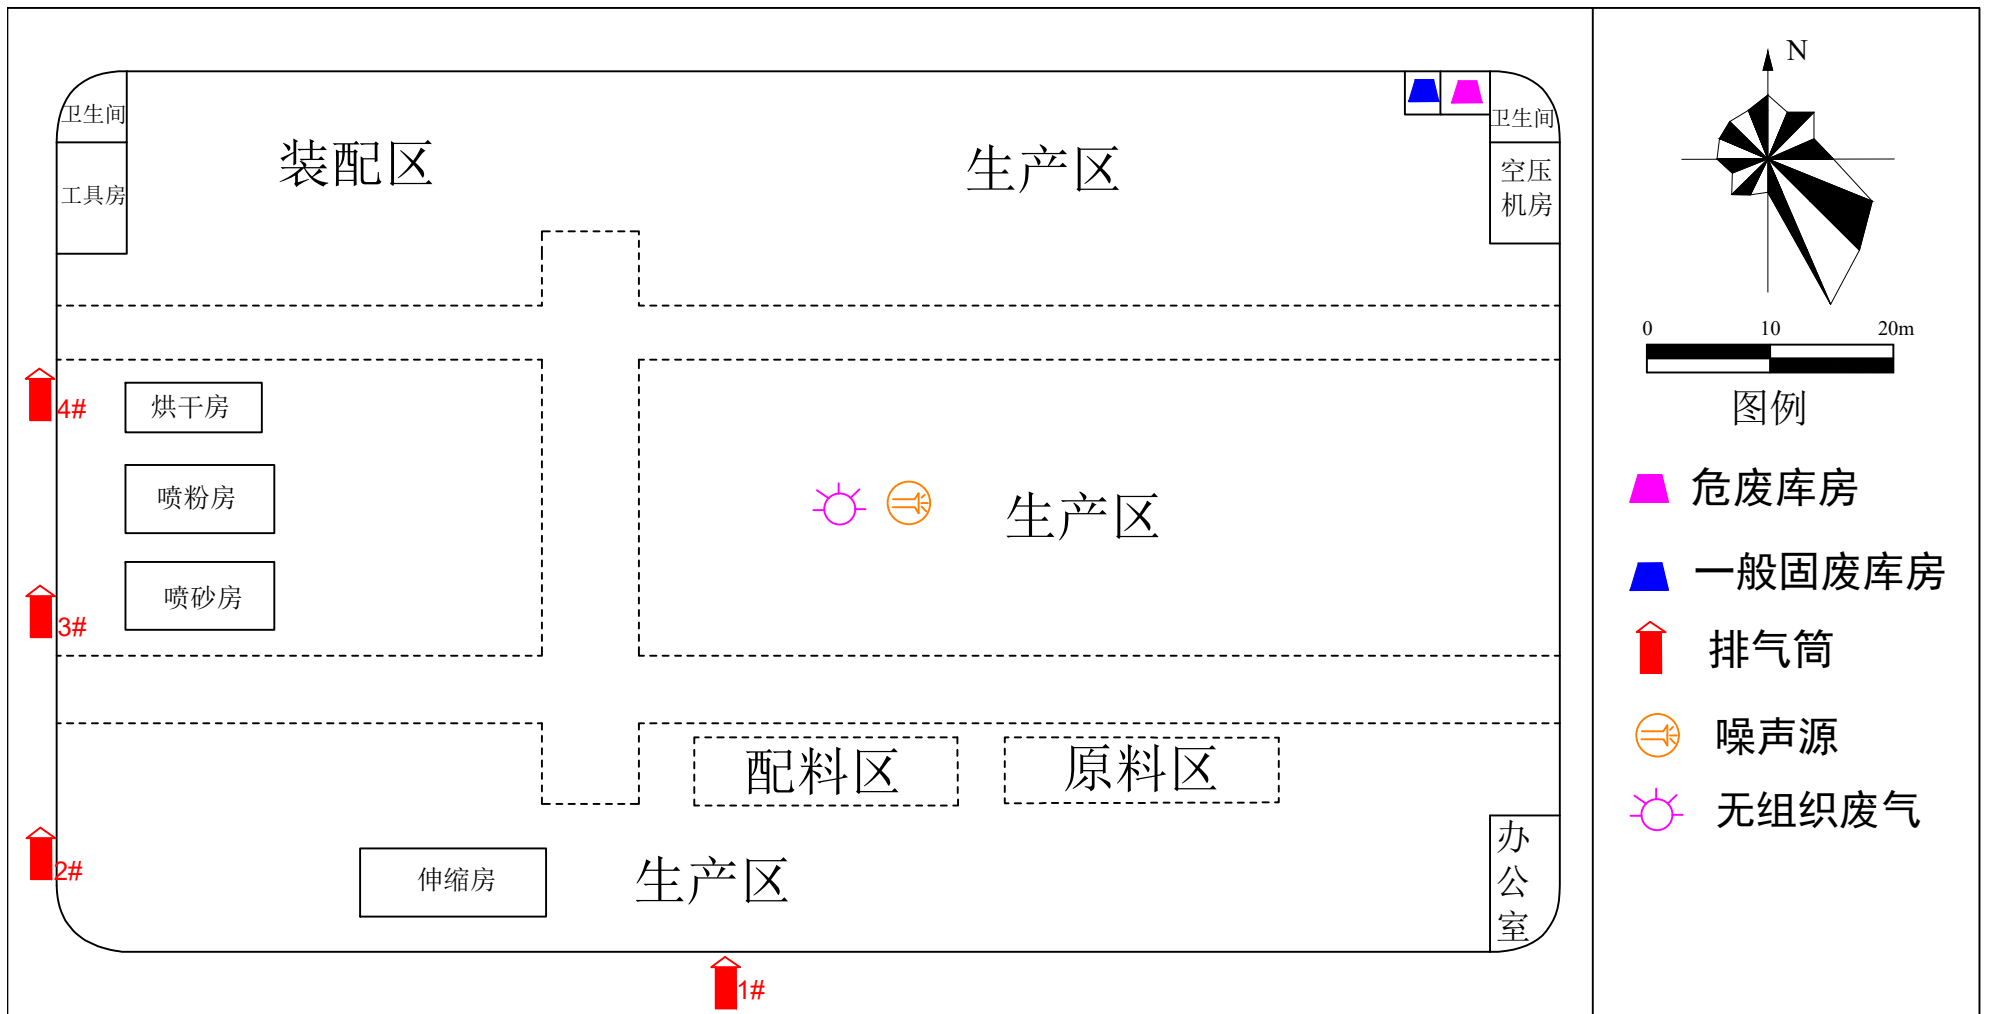 卫生间
工具房
装配区
生产区
卫生间
空压
机房
4#
烘干房
喷粉房
3#
喷砂房
生产区
配料区
原料区
2#
伸缩房
生产区
办
公
室
1#
N
0 10 20m
图例
危废库房
一般固废库房
排气筒
噪声源
无组织废气